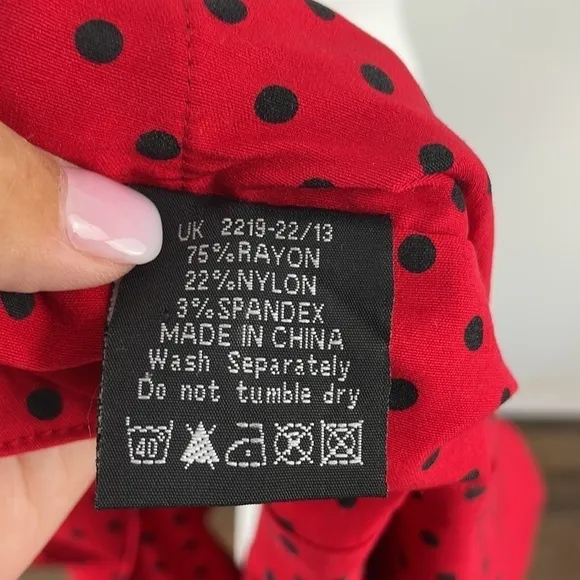 UK 2219-22/13
75%RAYON
22%NYLON
3%SPANDEX
MADE IN CHINA
Wash Separately
Do not tumble dry
40 P